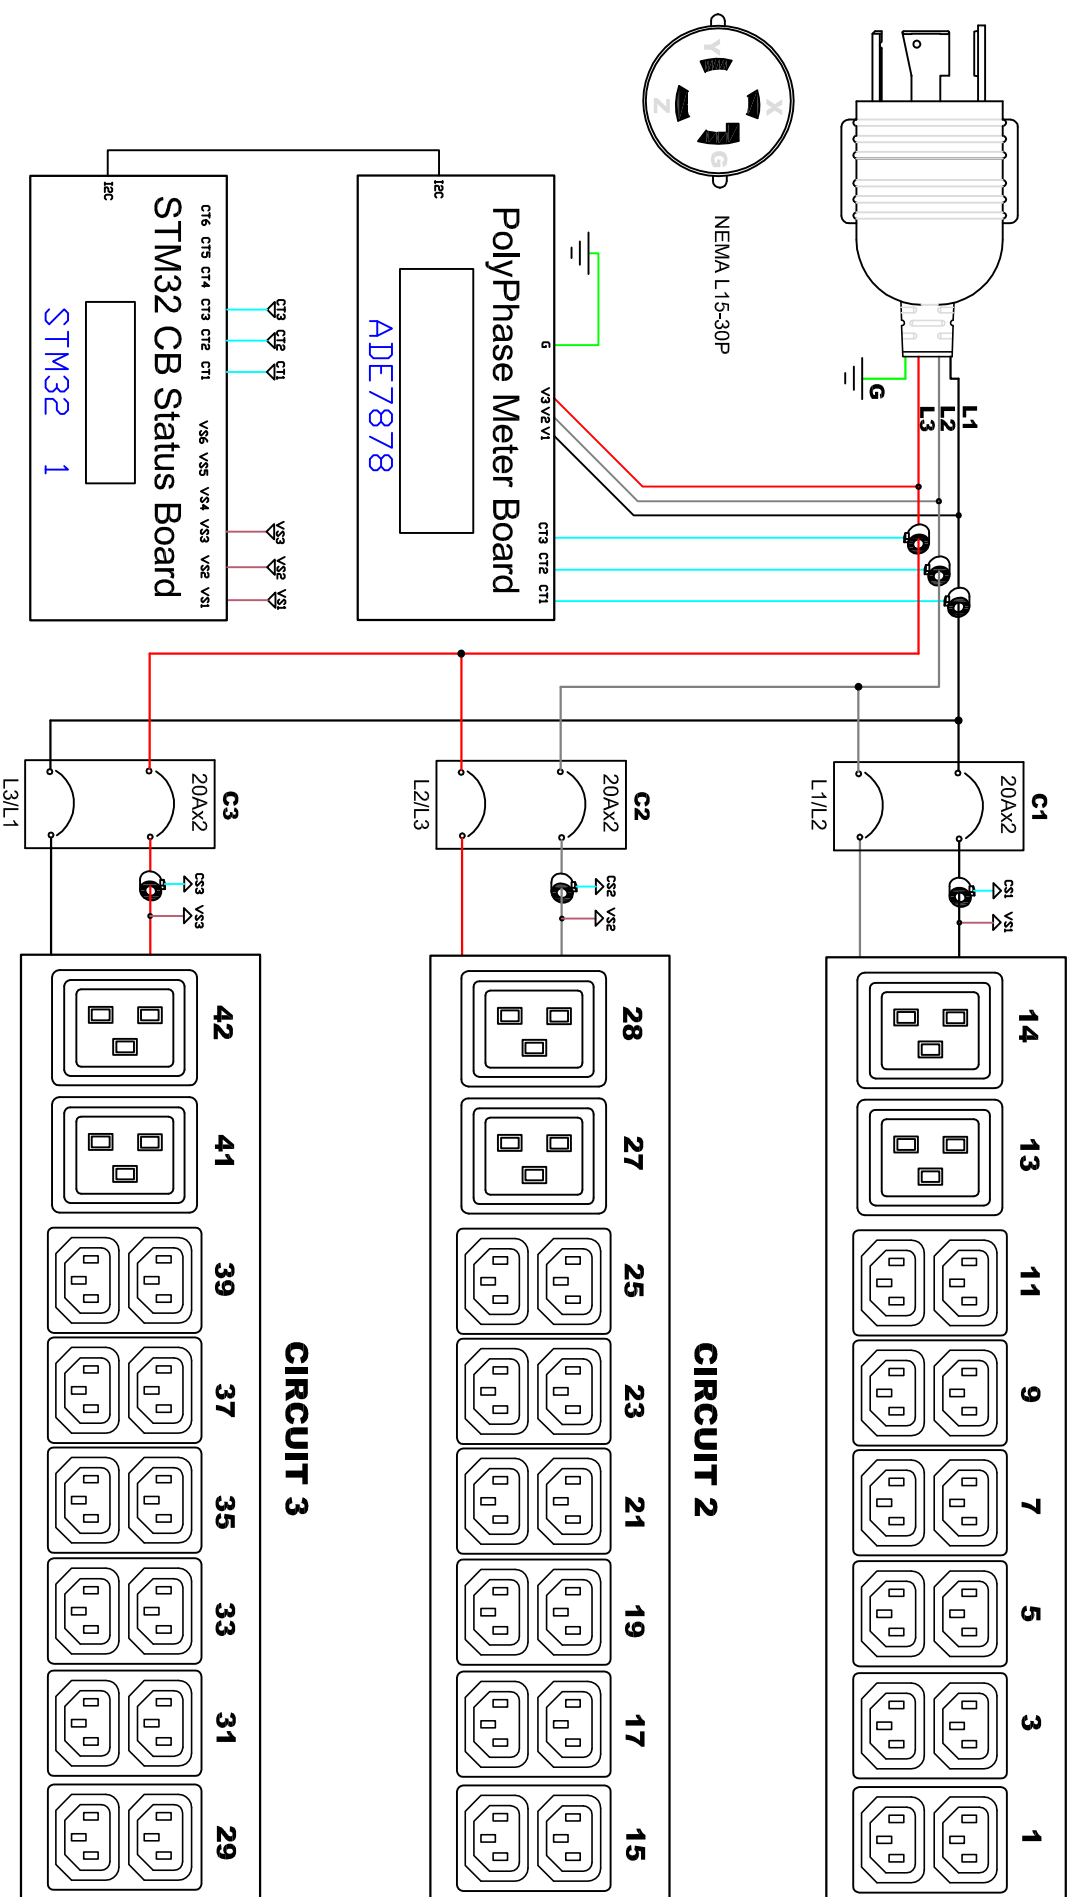 Y
X
Z
G
NEMA L15-30P
L1
L2
L3
G
I2C
PolyPhase Meter Board
ADE7878
G
V3 V2 V1
CT3 CT2 CT1
I2C
STM32 CB Status Board
STM32 1
CT6 CT5 CT4 CT3 CT2 CT1
VS6 VS5 VS4 VS3 VS2 VS1
CT3
CT2
CT1
VS3
VS2
VS1
C1
20Ax2
L1/L2
CS1
VS1
14 13 11 9 7 5 3 1
C2
20Ax2
L2/L3
CS2
VS2
CIRCUIT 2
28 27 25 23 21 19 17 15
C3
20Ax2
L3/L1
CS3
VS3
CIRCUIT 3
42 41 39 37 35 33 31 29